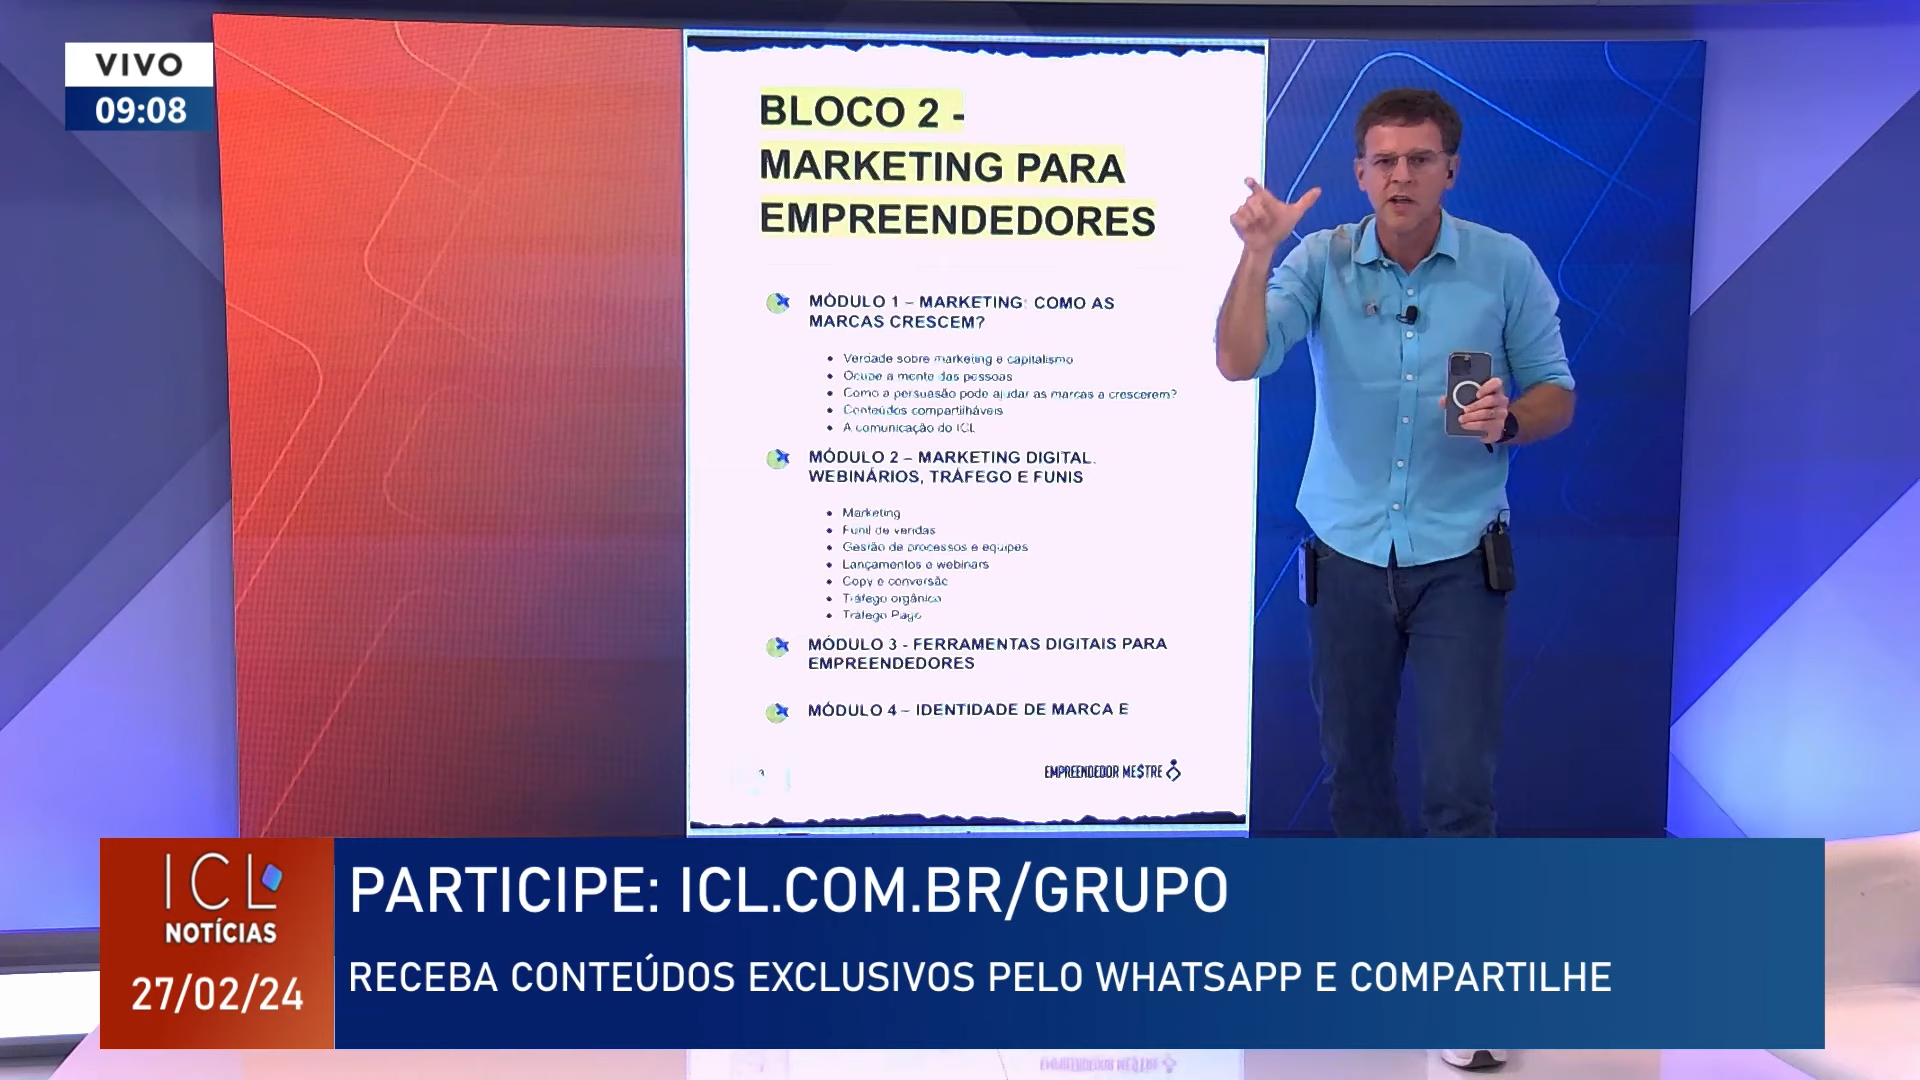 VIVO
09:08
BLOCO 2 -
MARKETING PARA
EMPREENDEDORES
MÓDULO 1 – MARKETING: COMO AS
MARCAS CRESCEM?
• Verdade sobre marketing e capitalismo
• Ocupe a mente das pessoas
• Como a persuasão pode ajudar as marcas a crescerem?
• Conteúdos compartilháveis
• A comunicação do ICL
MÓDULO 2 – MARKETING DIGITAL.
WEBINÁRIOS, TRÁFEGO E FUNIS
• Marketing
• Funil de vendas
• Gestão de processos e equipes
• Lançamentos e webinars
• Copy e conversão
• Tráfego orgânico
• Tráfego Pago
MÓDULO 3 - FERRAMENTAS DIGITAIS PARA
EMPREENDEDORES
MÓDULO 4 – IDENTIDADE DE MARCA E
3
EMPREENDEDOR ME$TRE
ICL
NOTÍCIAS
27/02/24
PARTICIPE: ICL.COM.BR/GRUPO
RECEBA CONTEÚDOS EXCLUSIVOS PELO WHATSAPP E COMPARTILHE